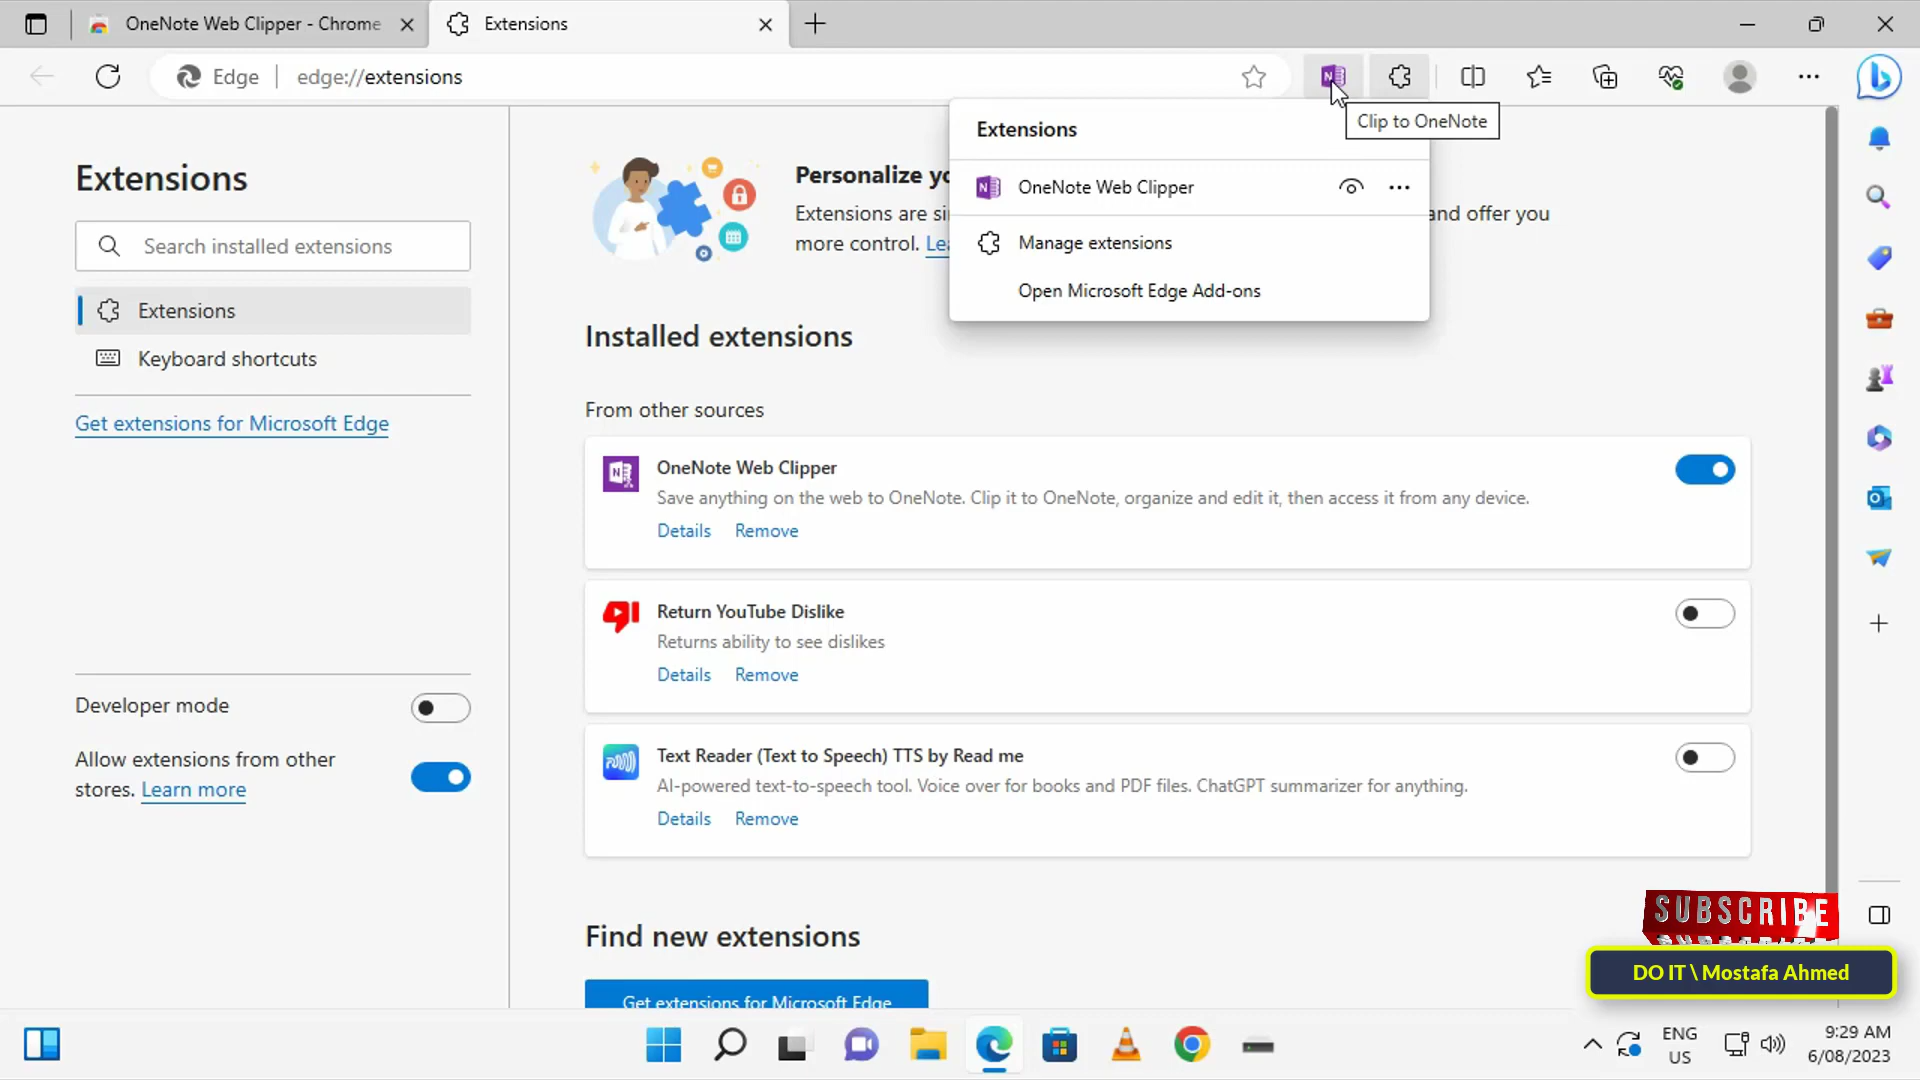 OneNote Web Clipper - Chrome
Extensions
Edge
edge://extensions
Clip to OneNote
Extensions
OneNote Web Clipper
Manage extensions
Open Microsoft Edge Add-ons
Extensions
Search installed extensions
Extensions
Keyboard shortcuts
Get extensions for Microsoft Edge
Developer mode
Allow extensions from other
stores. Learn more
Personalize yo
Extensions are si and offer you
more control. Lea
Installed extensions
From other sources
OneNote Web Clipper
Save anything on the web to OneNote. Clip it to OneNote, organize and edit it, then access it from any device.
Details Remove
Return YouTube Dislike
Returns ability to see dislikes
Details Remove
Text Reader (Text to Speech) TTS by Read me
AI-powered text-to-speech tool. Voice over for books and PDF files. ChatGPT summarizer for anything.
Details Remove
Find new extensions
Get extensions for Microsoft Edge
SUBSCRIBE
DO IT \ Mostafa Ahmed
ENG
US
9:29 AM
6/08/2023